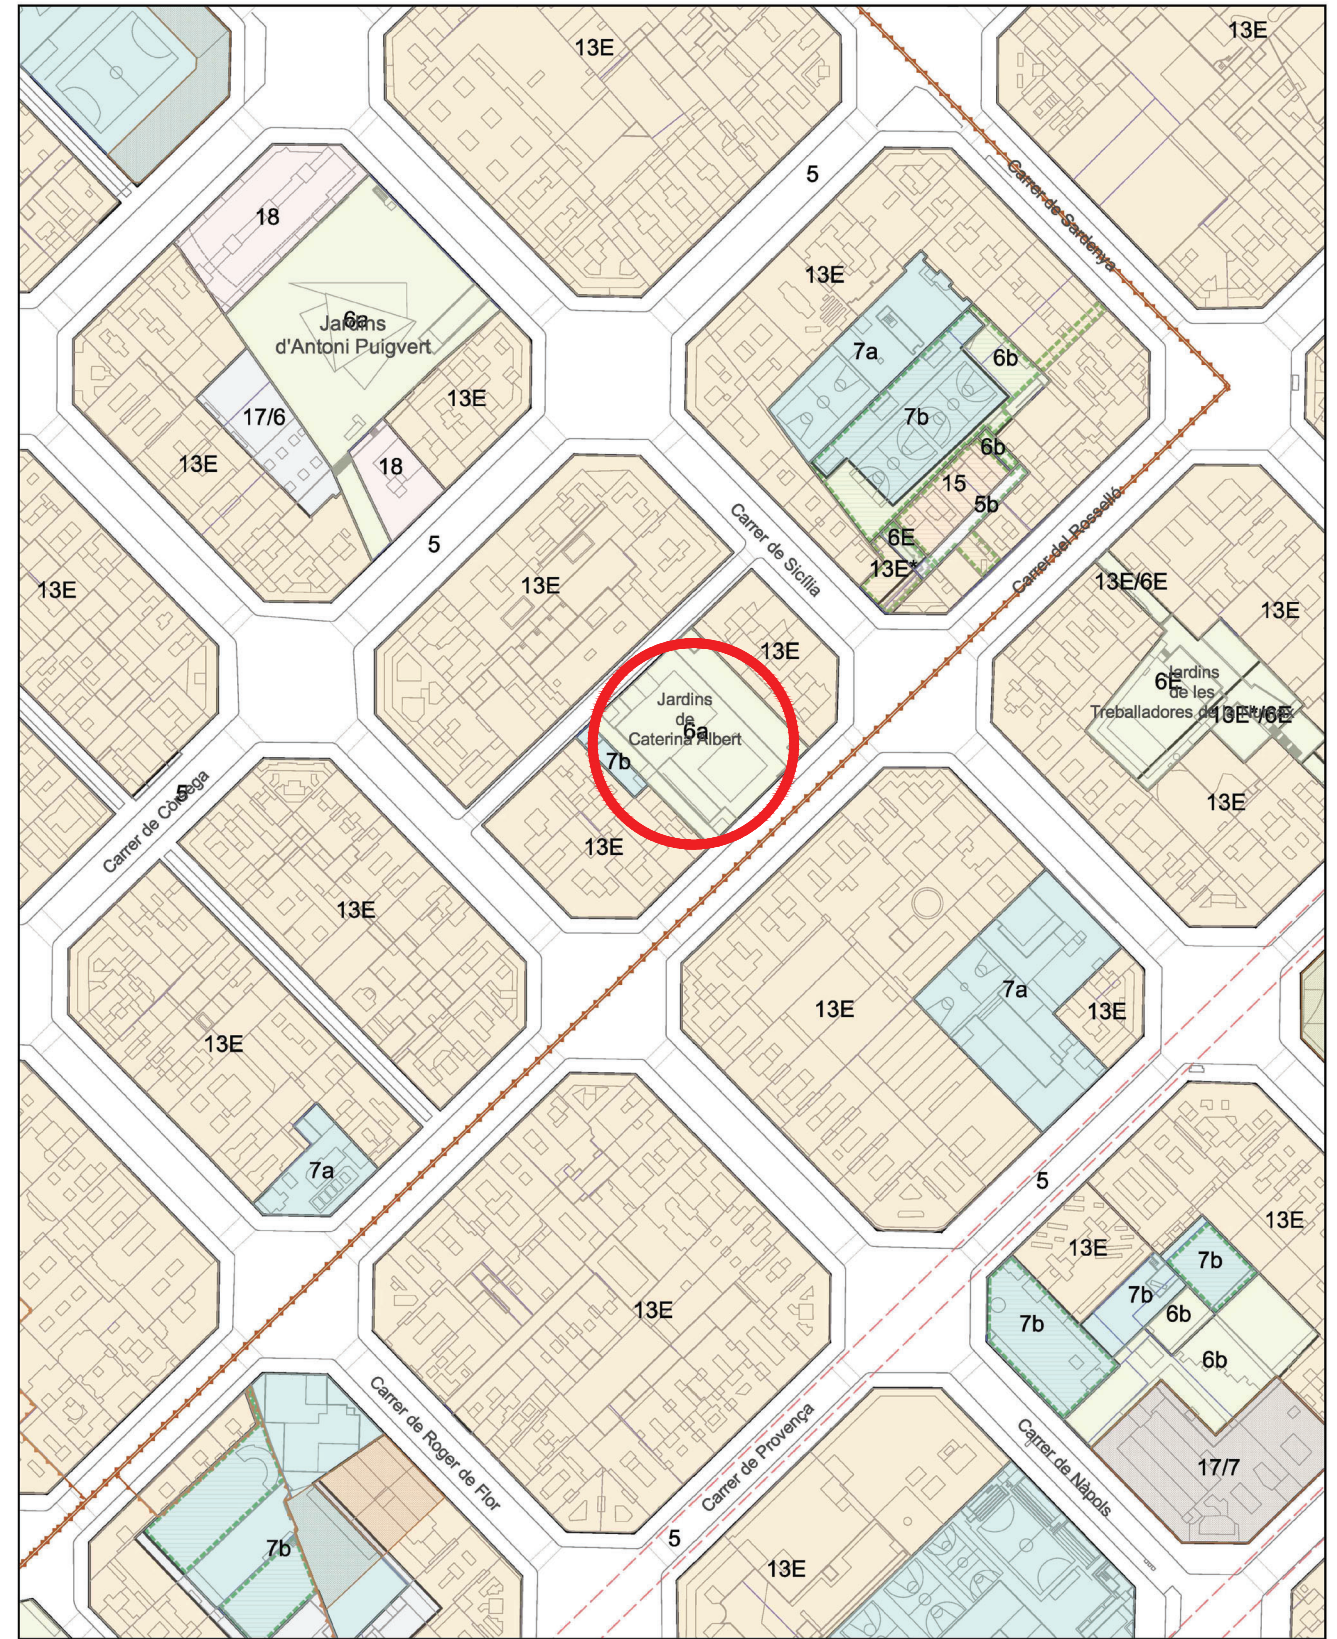 13E
13E
5
Carrer de Sardenya
18
13E
6a
Jardins
d'Antoni Puigvert
7a
6b
13E
7b
17/6
6b
13E
18
15
5b
Carrer de Sicília
6E
5
Carrer del Rosselló
13E*
13E
13E
13E/6E
13E
13E
Jardins
de les
6E
Treballadores de
13E*/6E
Jardins
de
Caterina Albert
6a
7b
13E
13E
Carrer de Còrsega
5
13E
13E
7a
13E
13E
7a
5
13E
13E
7b
7b
6b
7b
6b
13E
Carrer de Roger de Flor
Carrer de Provença
Carrer de Nàpols
17/7
5
7b
13E